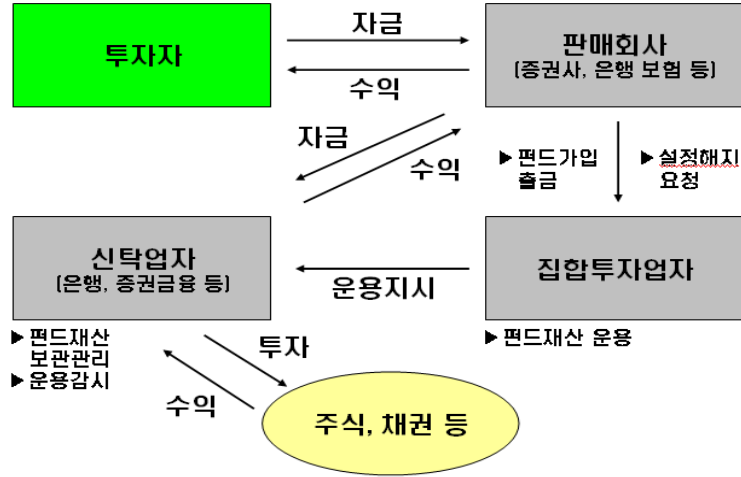 투자자
자금
수익
판매회사
(증권사, 은행 보험 등)
자금
수익
▶ 펀드가입
출금
▶ 설정해지
요청
신탁업자
(은행, 증권금융 등)
운용지시
집합투자업자
▶ 펀드재산
보관관리
▶ 운용감시
▶ 펀드재산 운용
투자
수익
주식, 채권 등